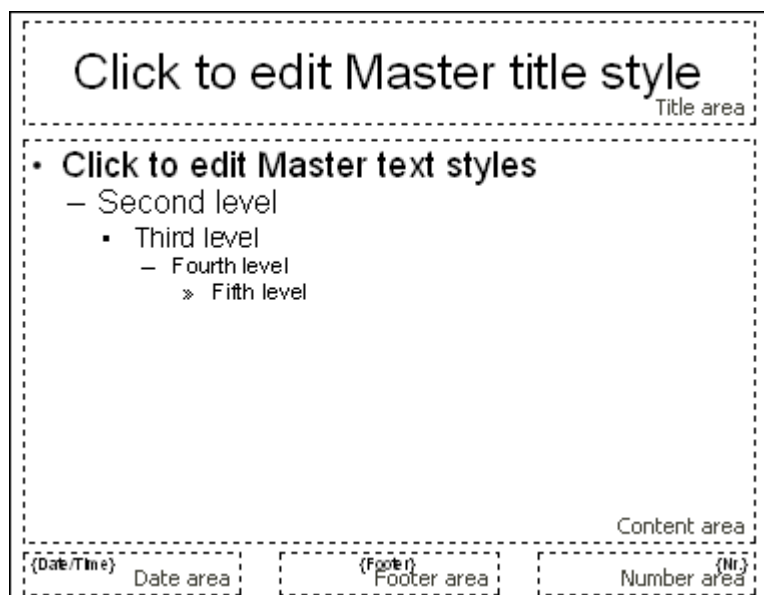 Click to edit Master title style
Title area
• Click to edit Master text styles
– Second level
▪ Third level
– Fourth level
» Fifth level
Content area
{Date/Time}
Date area
{Footer}
Footer area
{Nr.}
Number area